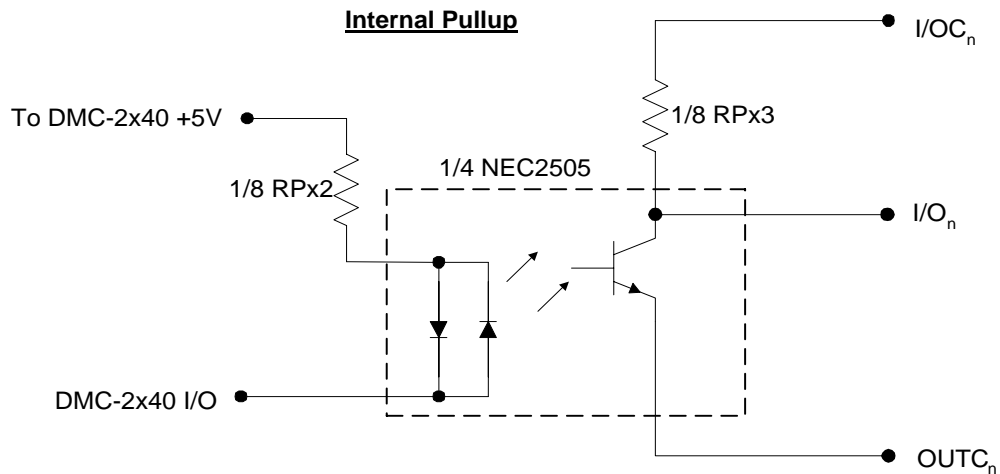 Internal Pullup
I/OCn
To DMC-2x40 +5V
1/8 RPx3
1/4 NEC2505
1/8 RPx2
I/On
DMC-2x40 I/O
OUTCn